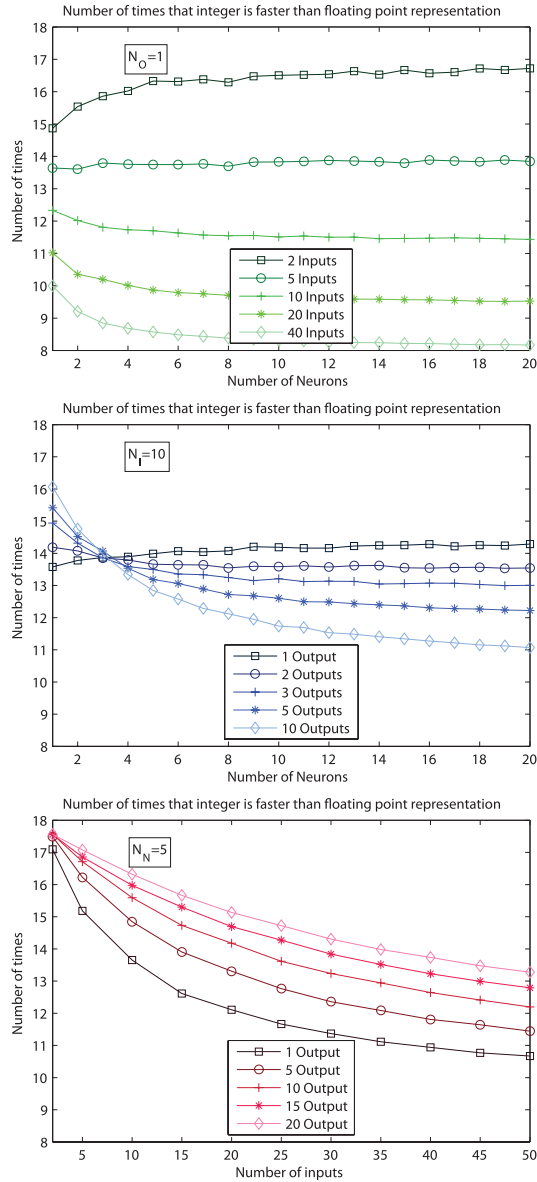 Number of times that integer is faster than floating point representation
18
17
16
15
14
13
12
11
10
9
8
Number of times
N_O=1
2 Inputs
5 Inputs
10 Inputs
20 Inputs
40 Inputs
2 4 6 8 10 12 14 16 18 20
Number of Neurons
Number of times that integer is faster than floating point representation
18
17
16
15
14
13
12
11
10
9
8
Number of times
N_I=10
1 Output
2 Outputs
3 Outputs
5 Outputs
10 Outputs
2 4 6 8 10 12 14 16 18 20
Number of Neurons
Number of times that integer is faster than floating point representation
18
17
16
15
14
13
12
11
10
9
8
Number of times
N_N=5
1 Output
5 Output
10 Output
15 Output
20 Output
5 10 15 20 25 30 35 40 45 50
Number of inputs